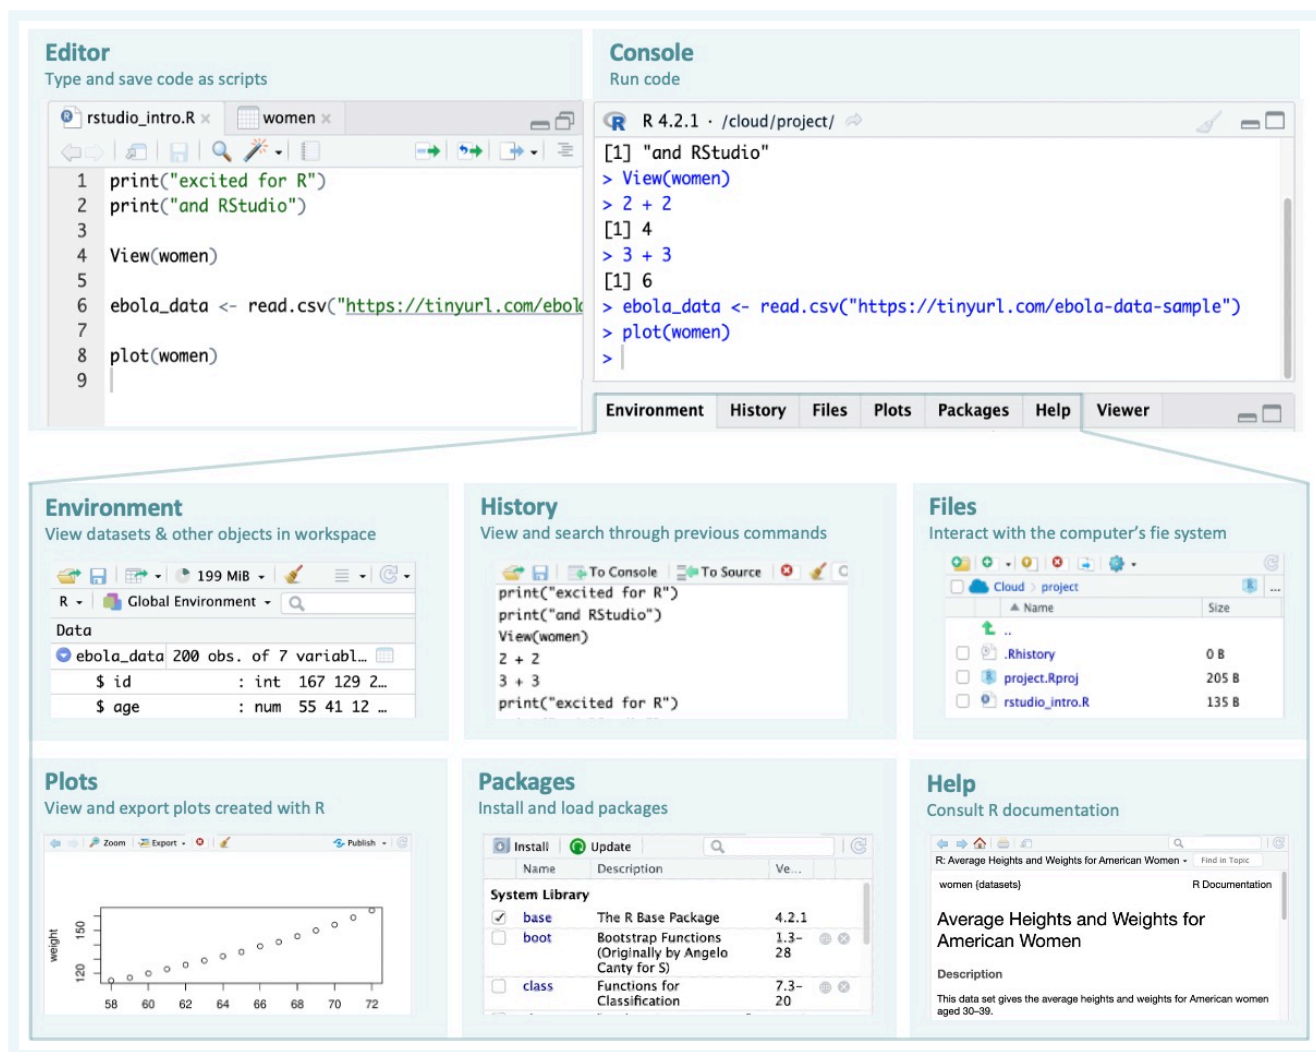 Editor
Type and save code as scripts
rstudio_intro.R
women
1 print("excited for R")
2 print("and RStudio")
3
4 View(women)
5
6 ebola_data <- read.csv("https://tinyurl.com/ebol
7
8 plot(women)
9
Console
Run code
R 4.2.1 · /cloud/project/
[1] "and RStudio"
> View(women)
> 2 + 2
[1] 4
> 3 + 3
[1] 6
> ebola_data <- read.csv("https://tinyurl.com/ebola-data-sample")
> plot(women)
>
Environment History Files Plots Packages Help Viewer
Environment
View datasets & other objects in workspace
199 MiB
R Global Environment
Data
ebola_data 200 obs. of 7 variabl…
$ id : int 167 129 2…
$ age : num 55 41 12 …
History
View and search through previous commands
To Console To Source
print("excited for R")
print("and RStudio")
View(women)
2 + 2
3 + 3
print("excited for R")
Files
Interact with the computer's fie system
Cloud > project ...
Name Size
..
.Rhistory 0 B
project.Rproj 205 B
rstudio_intro.R 135 B
Plots
View and export plots created with R
Zoom Export Publish
weight
150
120
58 60 62 64 66 68 70 72
Packages
Install and load packages
Install Update
Name Description Ve…
System Library
base The R Base Package 4.2.1
boot Bootstrap Functions 1.3-
(Originally by Angelo 28
Canty for S)
class Functions for 7.3-
Classification 20
Help
Consult R documentation
R: Average Heights and Weights for American Women Find in Topic
women {datasets} R Documentation
Average Heights and Weights for
American Women
Description
This data set gives the average heights and weights for American women
aged 30–39.